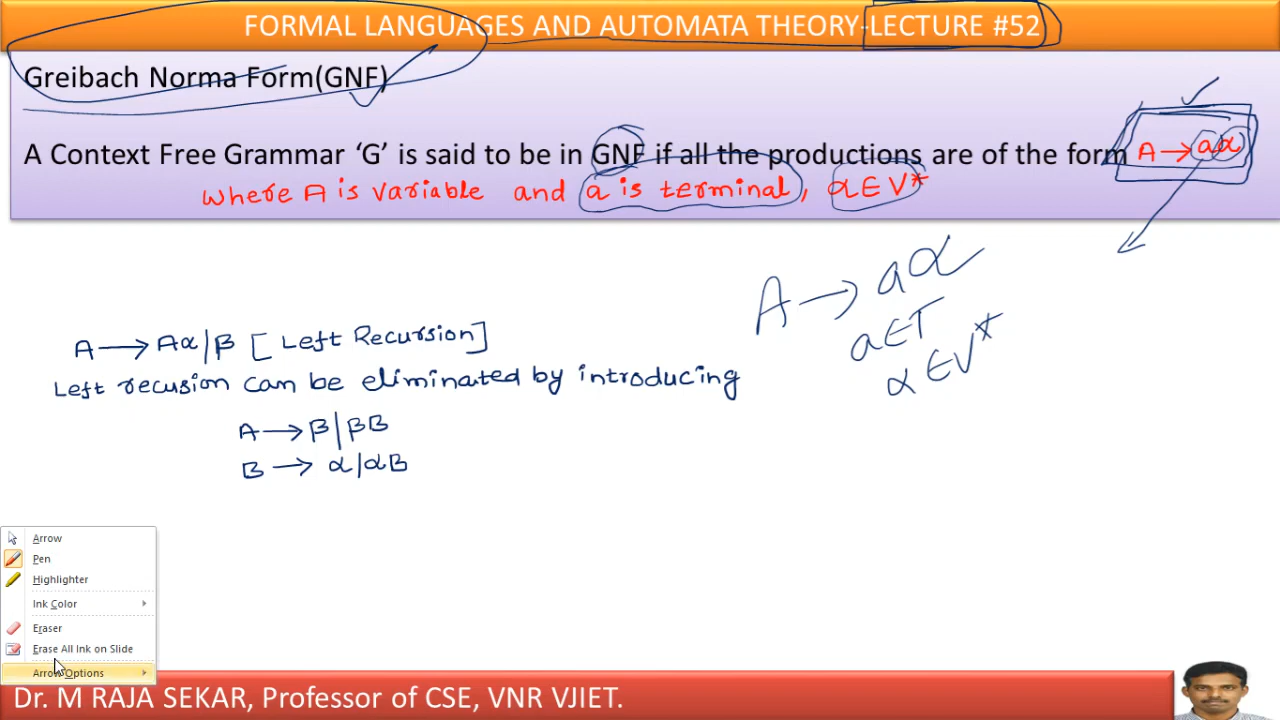 FORMAL LANGUAGES AND AUTOMATA THEORY-LECTURE #52
Greibach Norma Form(GNF)
A Context Free Grammar ‘G’ is said to be in GNF if all the productions are of the form A→aα
where A is variable and a is terminal, α∈V*
A→aα
a∈T
α∈V*
A→Aα|β [Left Recursion]
Left recusion can be eliminated by introducing
A→β|βB
B→α|αB
Arrow
Pen
Highlighter
Ink Color
Eraser
Erase All Ink on Slide
Arrow Options
Dr. M RAJA SEKAR, Professor of CSE, VNR VJIET.